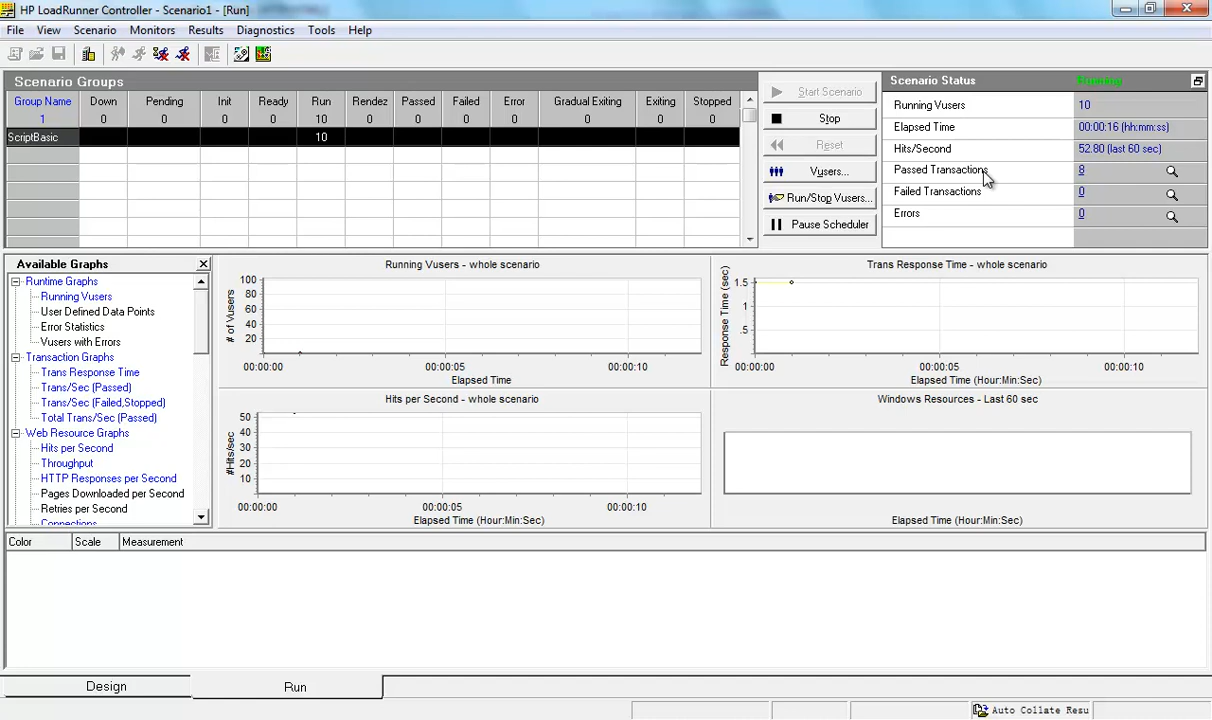 HP LoadRunner Controller - Scenario1 - [Run]
File View Scenario Monitors Results Diagnostics Tools Help
Scenario Groups
Group Name Down Pending Init Ready Run Rendez Passed Failed Error Gradual Exiting Exiting Stopped
1 0 0 0 0 10 0 0 0 0 0 0 0
ScriptBasic 10
Start Scenario
Stop
Reset
Vusers...
Run/Stop Vusers...
Pause Scheduler
Scenario Status Running
Running Vusers 10
Elapsed Time 00:00:16 (hh:mm:ss)
Hits/Second 52.80 (last 60 sec)
Passed Transactions 8
Failed Transactions 0
Errors 0
Available Graphs
Runtime Graphs
Running Vusers
User Defined Data Points
Error Statistics
Vusers with Errors
Transaction Graphs
Trans Response Time
Trans/Sec (Passed)
Trans/Sec (Failed,Stopped)
Total Trans/Sec (Passed)
Web Resource Graphs
Hits per Second
Throughput
HTTP Responses per Second
Pages Downloaded per Second
Retries per Second
Connections
Running Vusers - whole scenario
# of Vusers
100
80
60
40
20
00:00:00 00:00:05 00:00:10
Elapsed Time
Trans Response Time - whole scenario
Response Time (sec)
1.5
1
.5
00:00:00 00:00:05 00:00:10
Elapsed Time (Hour:Min:Sec)
Hits per Second - whole scenario
#Hits/sec
50
40
30
20
10
00:00:00 00:00:05 00:00:10
Elapsed Time (Hour:Min:Sec)
Windows Resources - Last 60 sec
Elapsed Time (Hour:Min:Sec)
Color Scale Measurement
Design Run
Auto Collate Resu